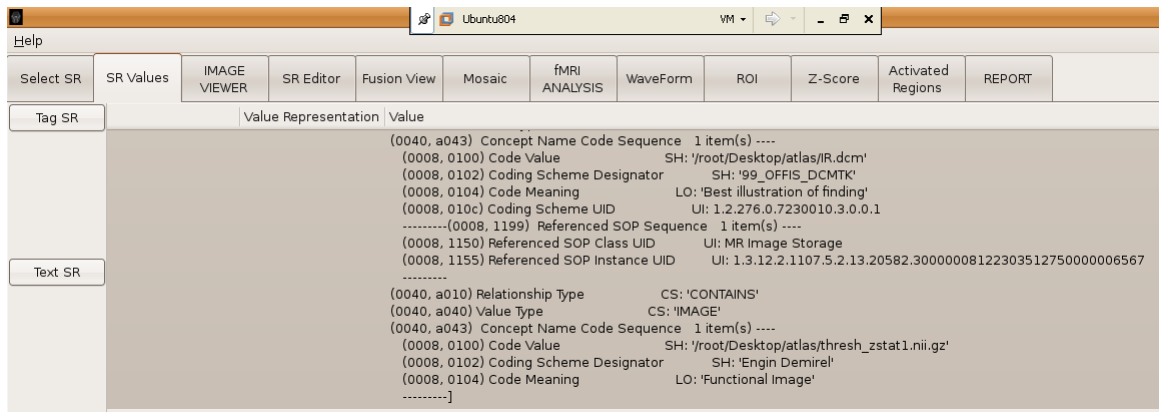 Ubuntu804 VM
Help
Select SR SR Values IMAGE VIEWER SR Editor Fusion View Mosaic fMRI ANALYSIS WaveForm ROI Z-Score Activated Regions REPORT
Tag SR Value Representation Value
(0040, a043) Concept Name Code Sequence 1 item(s) ----
(0008, 0100) Code Value SH: '/root/Desktop/atlas/IR.dcm'
(0008, 0102) Coding Scheme Designator SH: '99_OFFIS_DCMTK'
(0008, 0104) Code Meaning LO: 'Best illustration of finding'
(0008, 010c) Coding Scheme UID UI: 1.2.276.0.7230010.3.0.0.1
---------(0008, 1199) Referenced SOP Sequence 1 item(s) ----
(0008, 1150) Referenced SOP Class UID UI: MR Image Storage
(0008, 1155) Referenced SOP Instance UID UI: 1.3.12.2.1107.5.2.13.20582.30000008122303512750000006567
Text SR
---------
(0040, a010) Relationship Type CS: 'CONTAINS'
(0040, a040) Value Type CS: 'IMAGE'
(0040, a043) Concept Name Code Sequence 1 item(s) ----
(0008, 0100) Code Value SH: '/root/Desktop/atlas/thresh_zstat1.nii.gz'
(0008, 0102) Coding Scheme Designator SH: 'Engin Demirel'
(0008, 0104) Code Meaning LO: 'Functional Image'
---------]